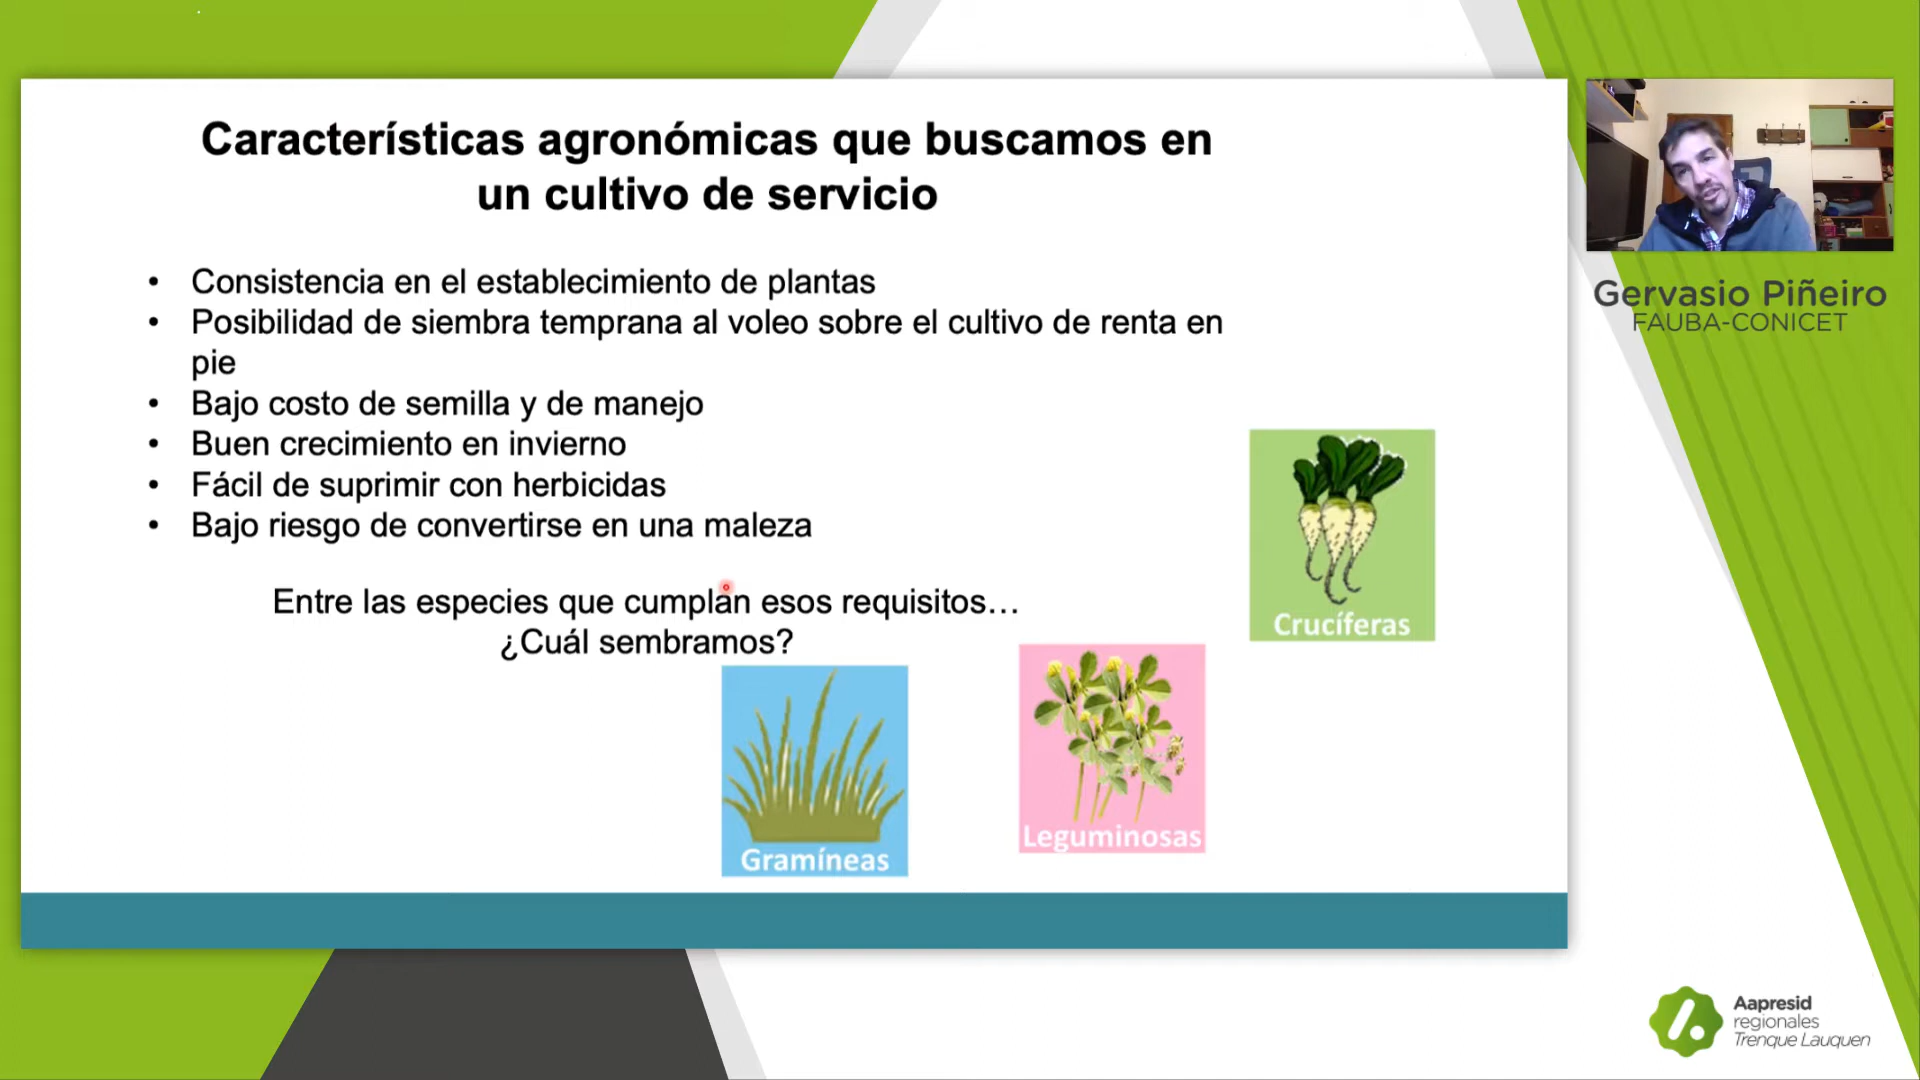 Características agronómicas que buscamos en
un cultivo de servicio
• Consistencia en el establecimiento de plantas
• Posibilidad de siembra temprana al voleo sobre el cultivo de renta en
pie
• Bajo costo de semilla y de manejo
• Buen crecimiento en invierno
• Fácil de suprimir con herbicidas
• Bajo riesgo de convertirse en una maleza
Entre las especies que cumplan esos requisitos…
¿Cuál sembramos?
Gramíneas
Leguminosas
Crucíferas
Gervasio Piñeiro
FAUBA-CONICET
Aapresid
regionales
Trenque Lauquen